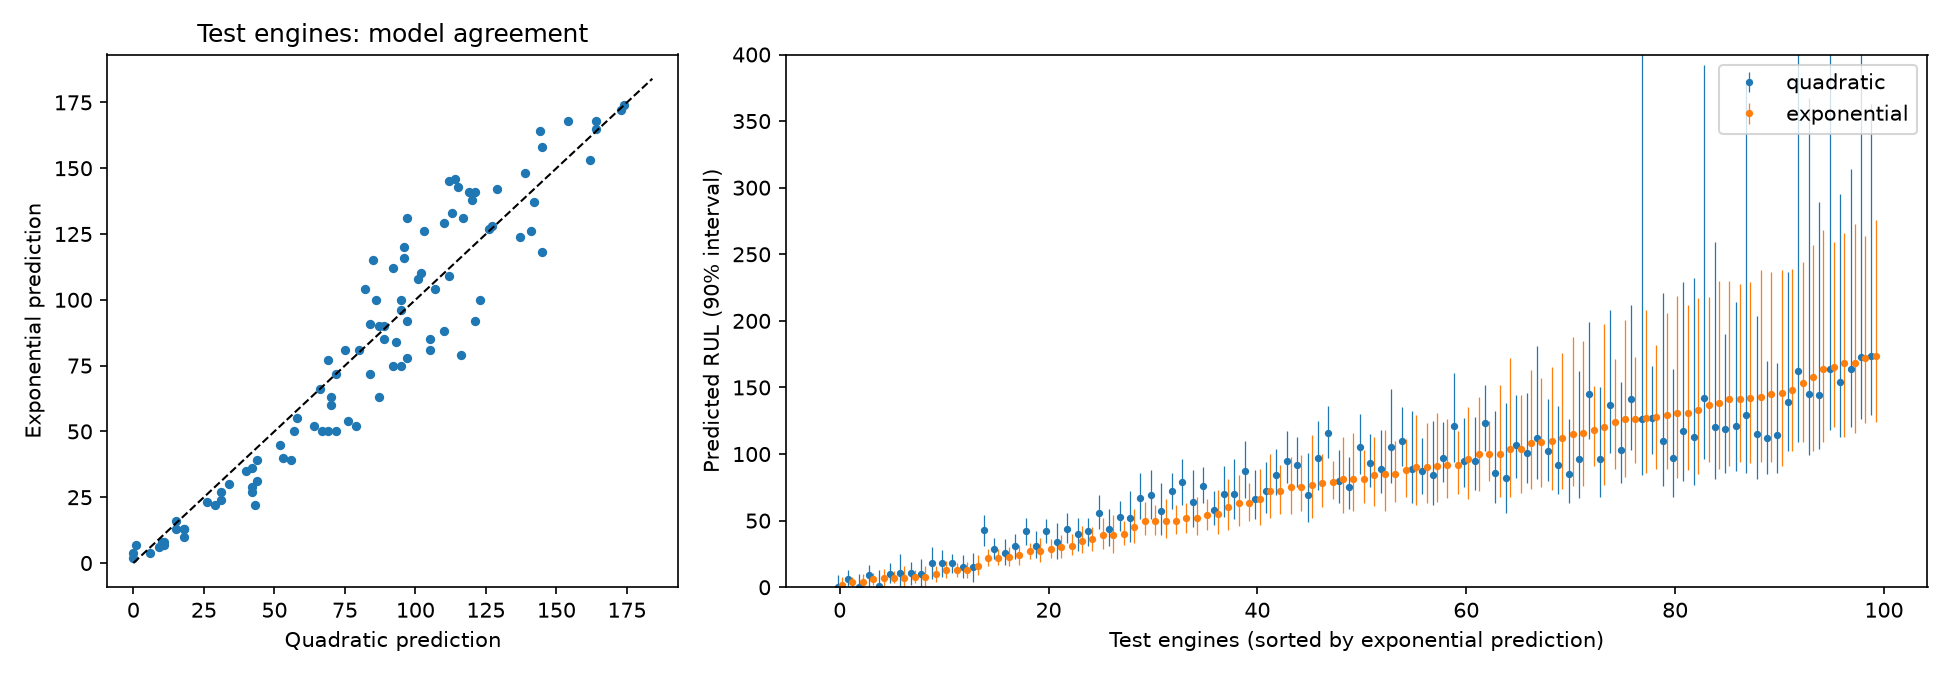 Test engines: model agreement
Exponential prediction
175
150
125
100
75
50
25
0
0 25 50 75 100 125 150 175
Quadratic prediction
Predicted RUL (90% interval)
400
350
300
250
200
150
100
50
0
quadratic
exponential
0 20 40 60 80 100
Test engines (sorted by exponential prediction)